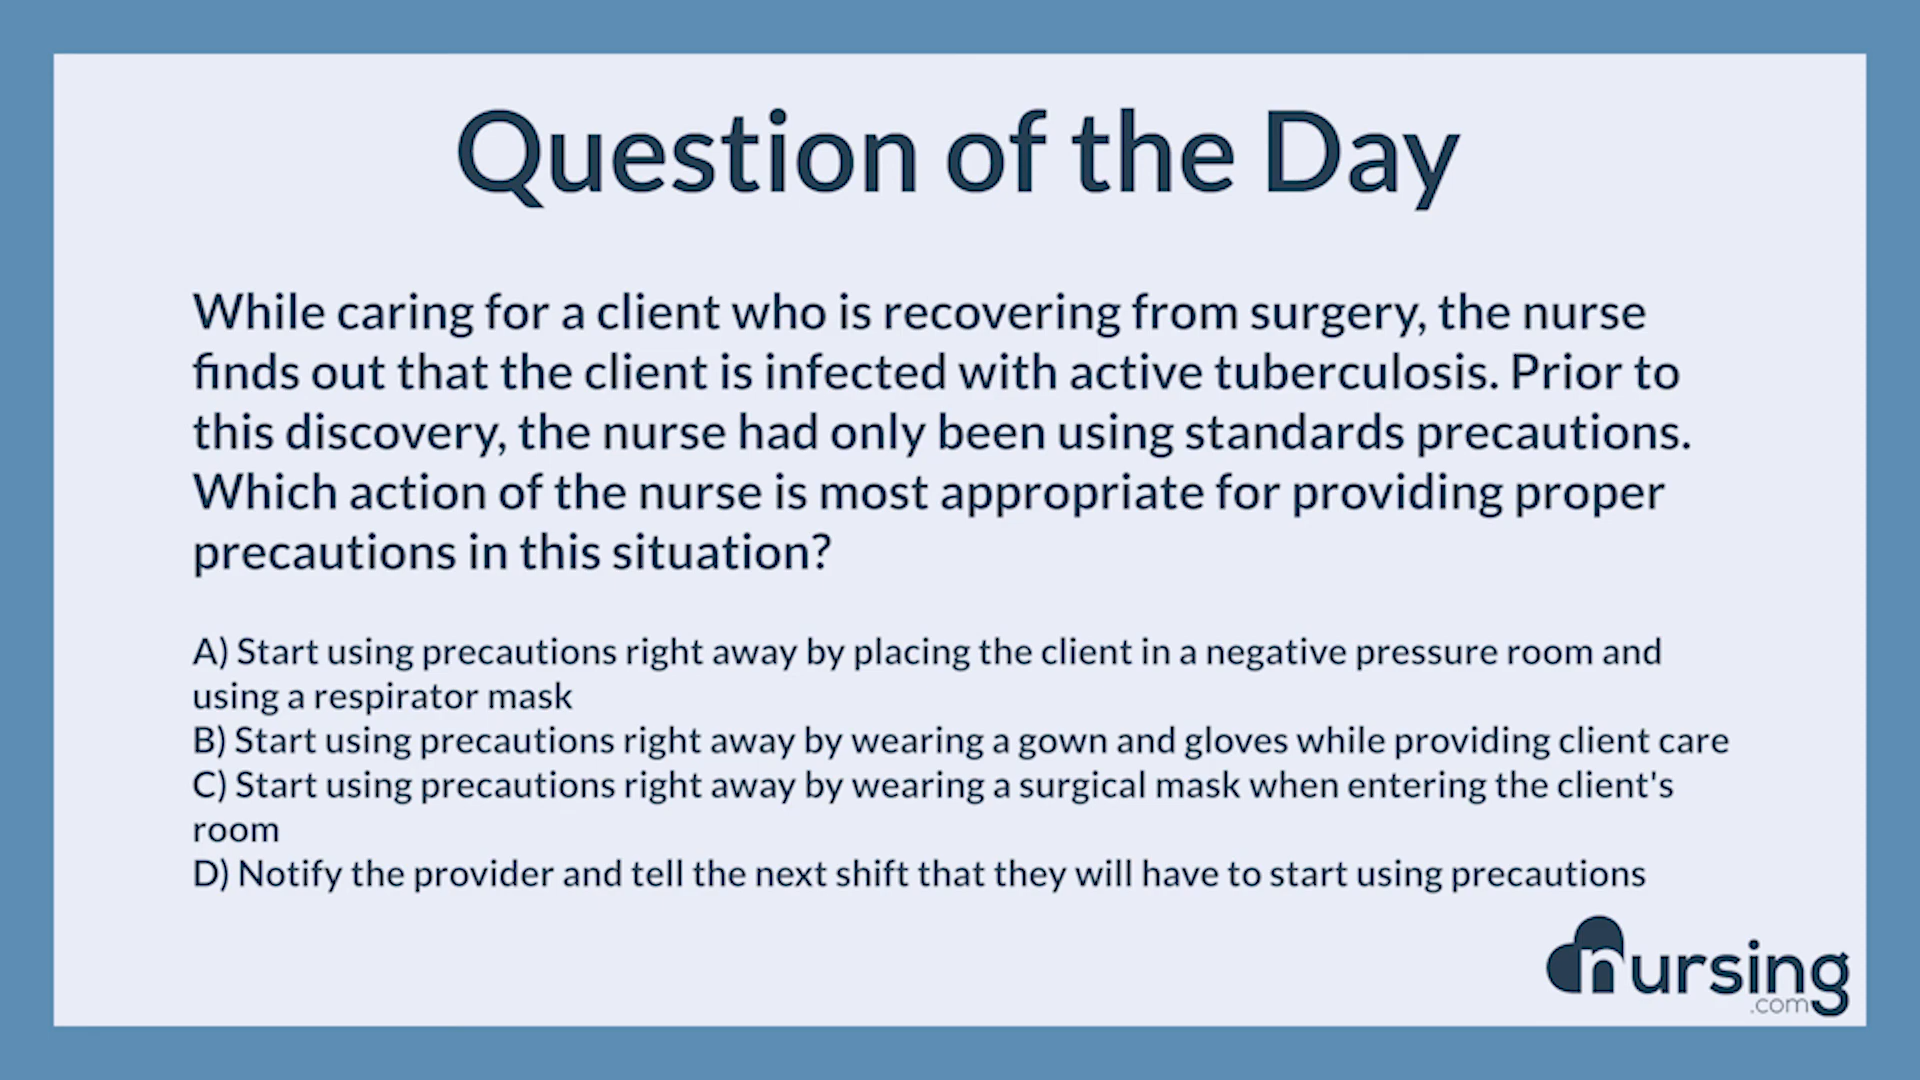 Question of the Day
While caring for a client who is recovering from surgery, the nurse
finds out that the client is infected with active tuberculosis. Prior to
this discovery, the nurse had only been using standards precautions.
Which action of the nurse is most appropriate for providing proper
precautions in this situation?
A) Start using precautions right away by placing the client in a negative pressure room and
using a respirator mask
B) Start using precautions right away by wearing a gown and gloves while providing client care
C) Start using precautions right away by wearing a surgical mask when entering the client's
room
D) Notify the provider and tell the next shift that they will have to start using precautions
nursing
.com